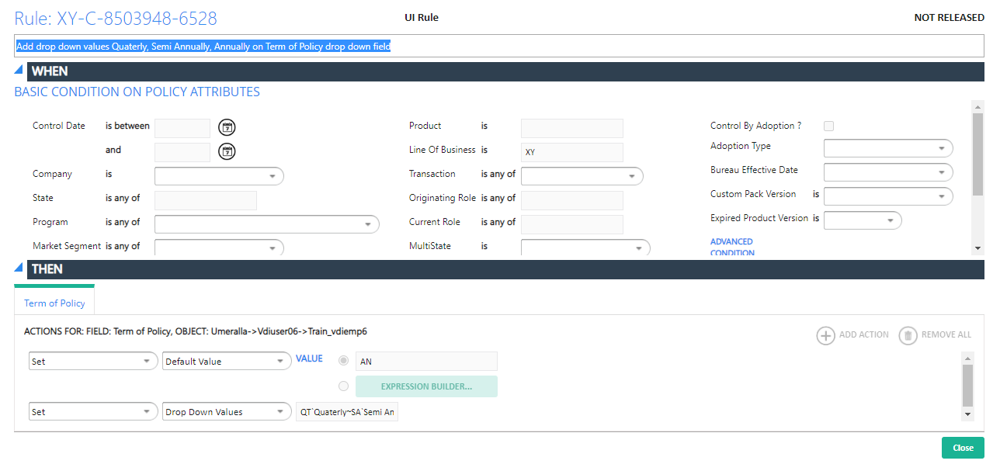 Rule: XY-C-8503948-6528 UI Rule NOT RELEASED
Add drop down values Quaterly, Semi Annually, Annually on Term of Policy drop down field
WHEN
BASIC CONDITION ON POLICY ATTRIBUTES
Control Date is between Product is Control By Adoption ?
and Line Of Business is XY Adoption Type
Company is Transaction is any of Bureau Effective Date
State is any of Originating Role is any of Custom Pack Version is
Program is any of Current Role is any of Expired Product Version is
Market Segment is any of MultiState is ADVANCED
CONDITION
THEN
Term of Policy
ACTIONS FOR: FIELD: Term of Policy, OBJECT: Umeralla->Vdiuser06->Train_vdiemp6 ADD ACTION REMOVE ALL
Set Default Value VALUE AN
EXPRESSION BUILDER...
Set Drop Down Values QT`Quaterly~SA`Semi An
Close